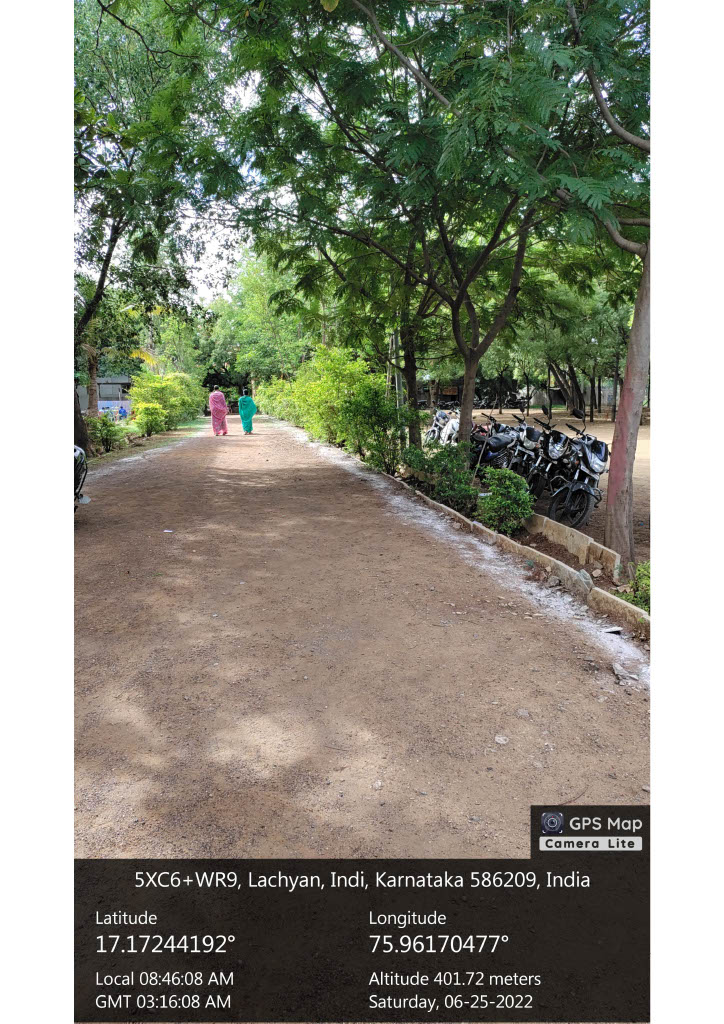 GPS Map
Camera Lite
5XC6+WR9, Lachyan, Indi, Karnataka 586209, India
Latitude
Longitude
17.17244192°
75.96170477°
Local 08:46:08 AM
Altitude 401.72 meters
GMT 03:16:08 AM
Saturday, 06-25-2022